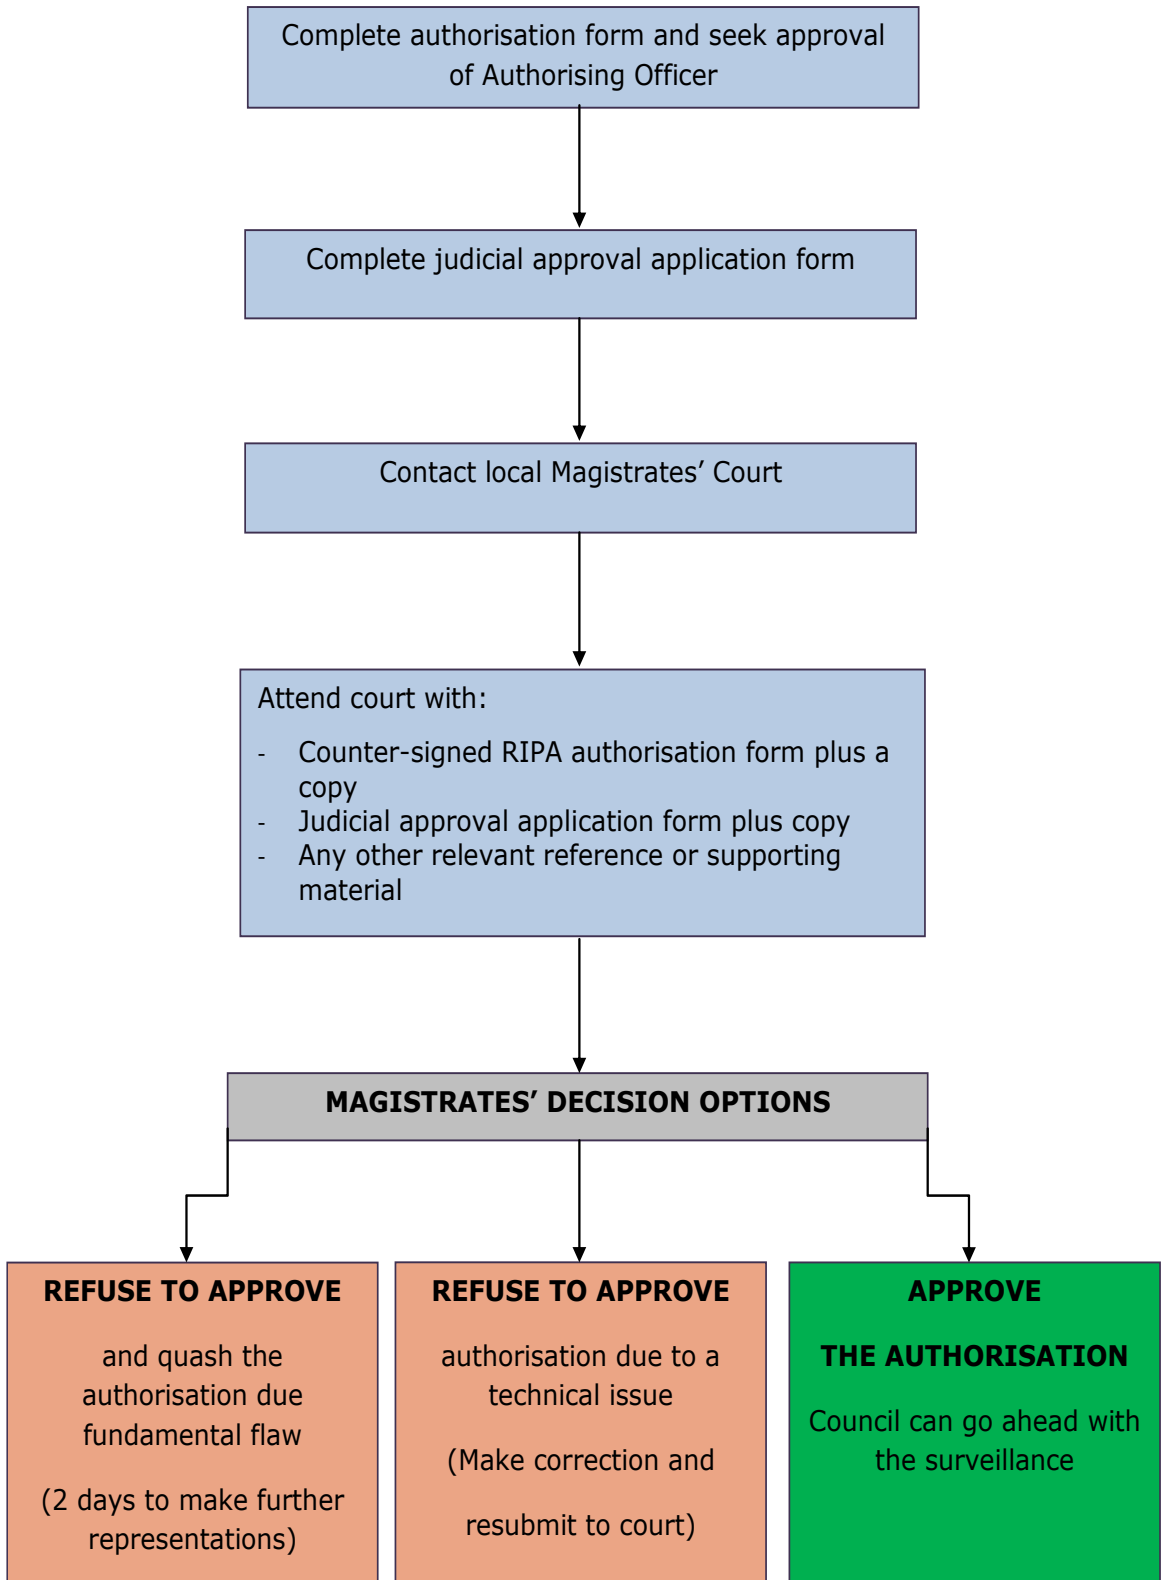 Complete authorisation form and seek approval
of Authorising Officer
Complete judicial approval application form
Contact local Magistrates’ Court
Attend court with:
- Counter-signed RIPA authorisation form plus a
copy
- Judicial approval application form plus copy
- Any other relevant reference or supporting
material
MAGISTRATES’ DECISION OPTIONS
REFUSE TO APPROVE
and quash the
authorisation due
fundamental flaw
(2 days to make further
representations)
REFUSE TO APPROVE
authorisation due to a
technical issue
(Make correction and
resubmit to court)
APPROVE
THE AUTHORISATION
Council can go ahead with
the surveillance